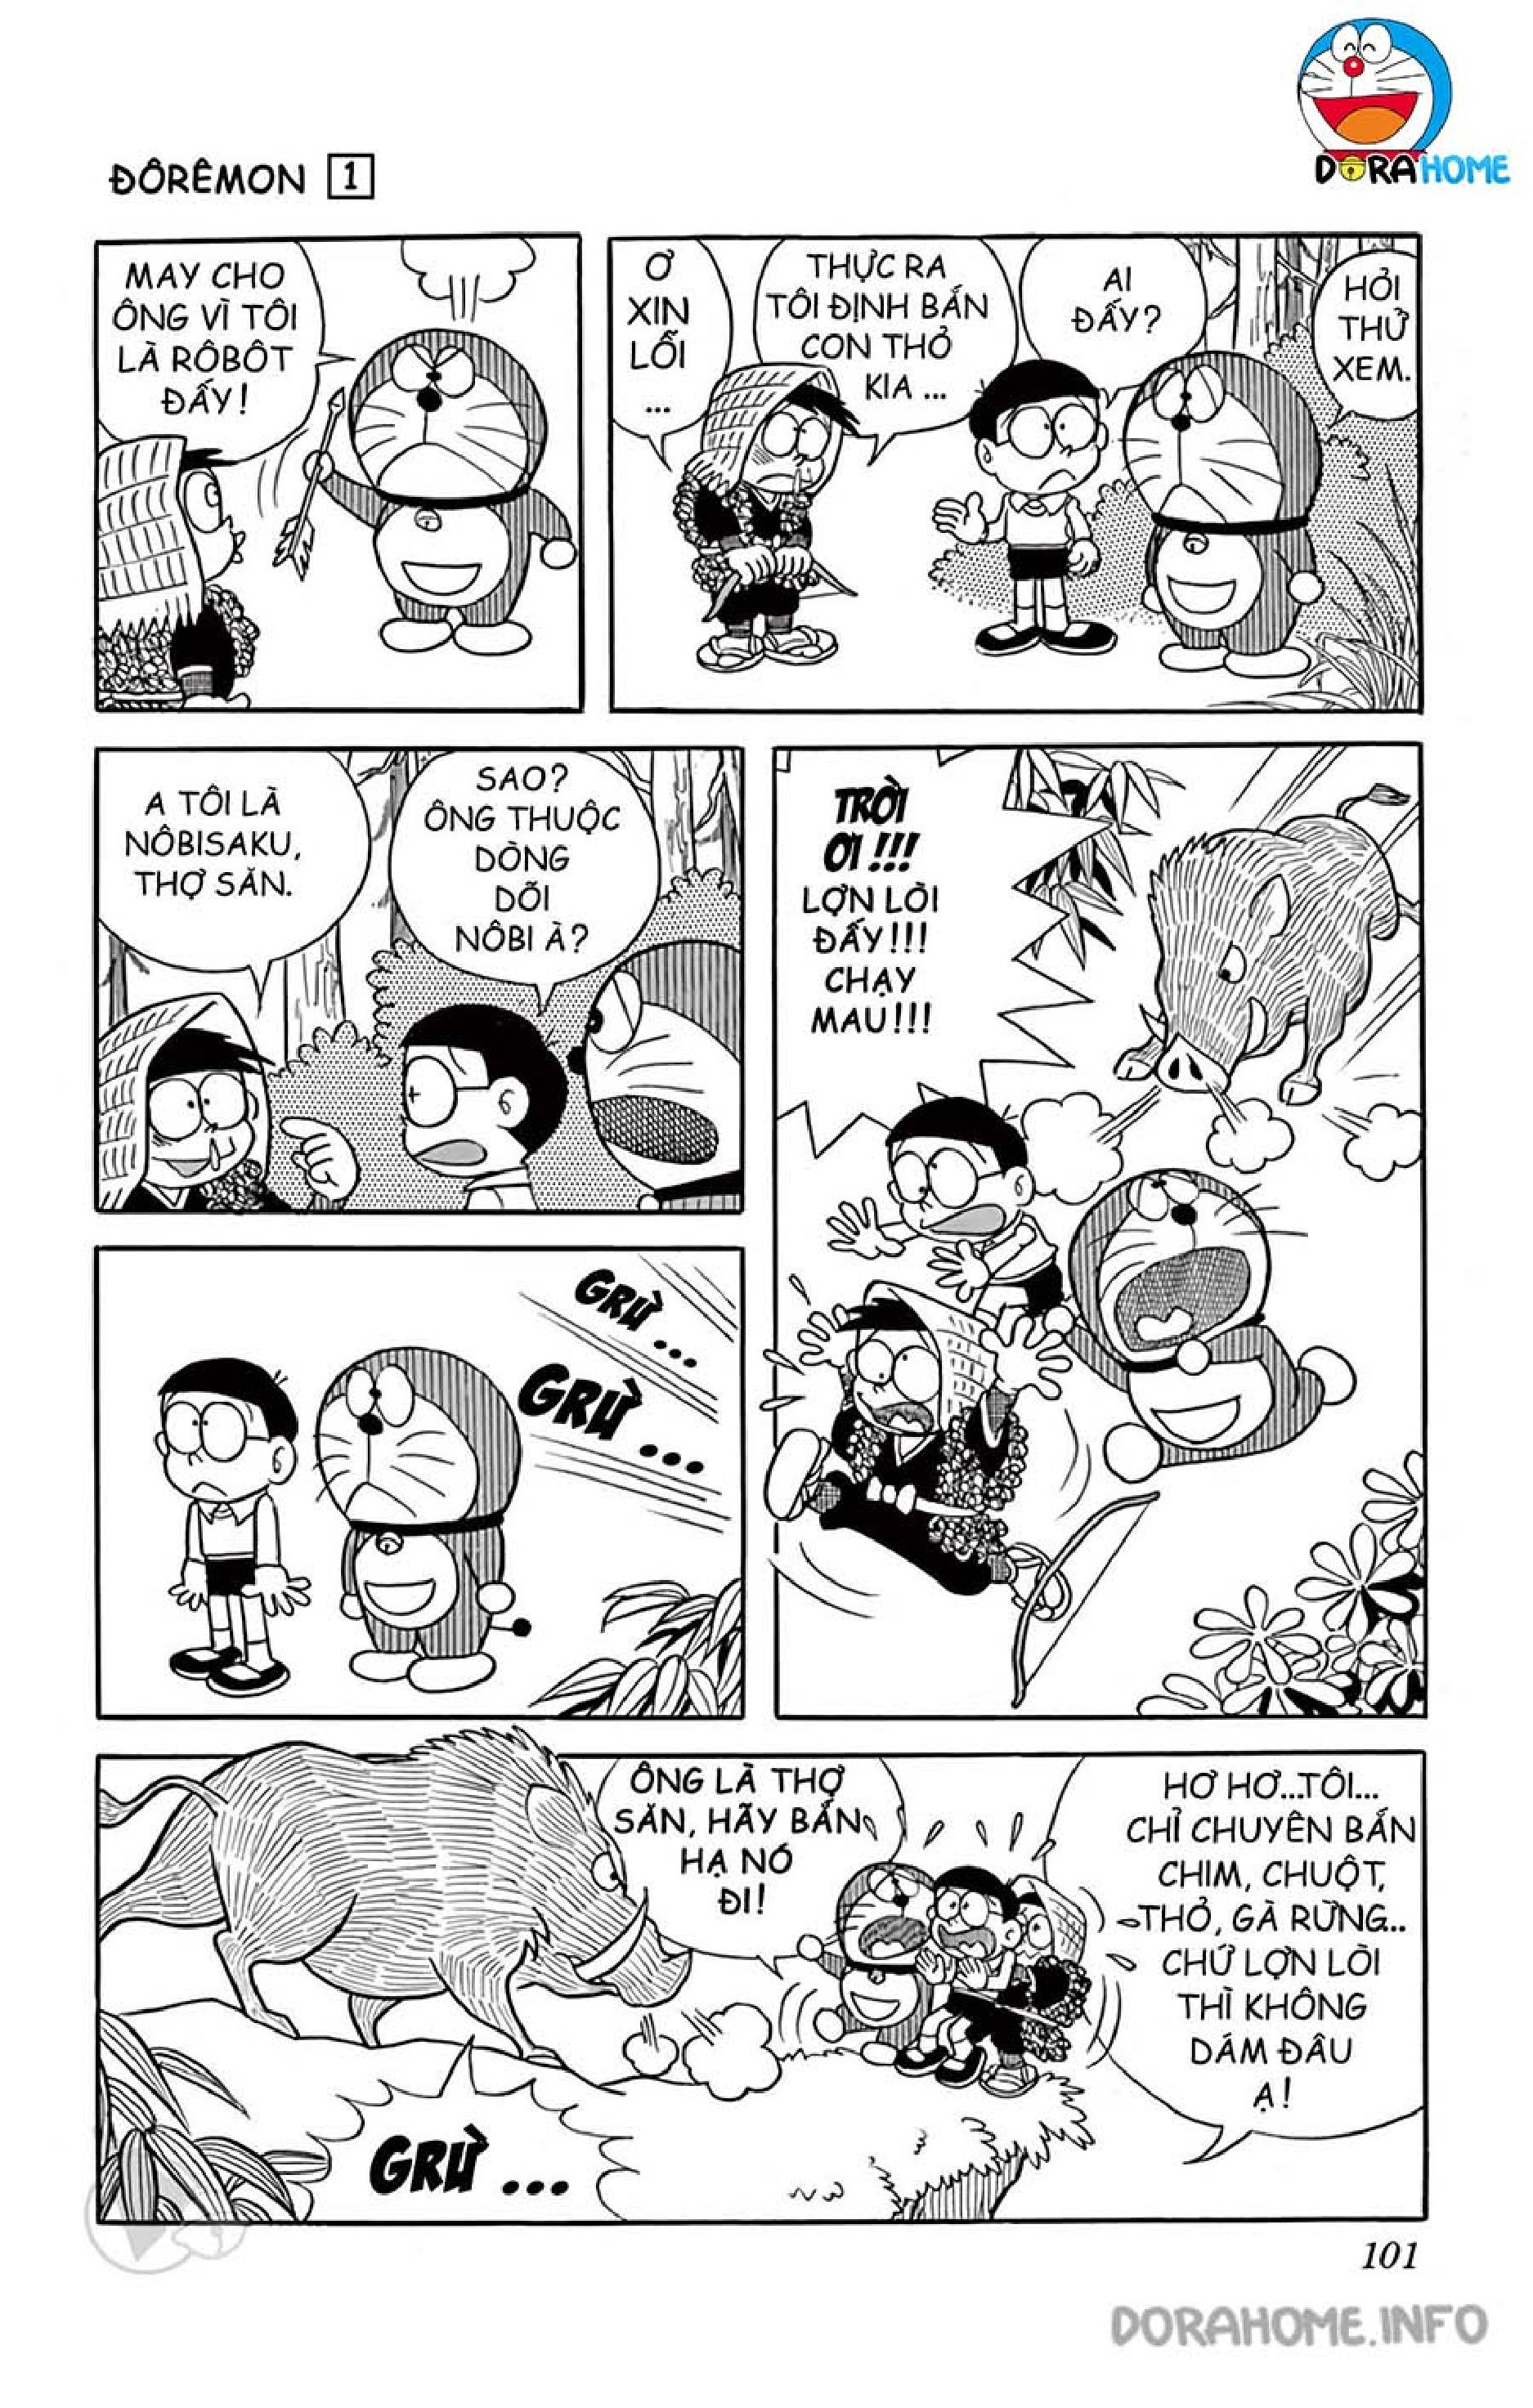 DORAHOME
ĐÔRÊMON 1
MAY CHO
ÔNG VÌ TÔI
LÀ RÔBÔT
ĐẤY!
Ơ
XIN
LỖI
...
THỰC RA
TÔI ĐỊNH BẮN
CON THỎ
KIA ...
AI
ĐẤY?
HỎI
THỬ
XEM.
A TÔI LÀ
NÔBISAKU,
THỢ SĂN.
SAO?
ÔNG THUỘC
DÒNG
DÕI
NÔBI À?
GRỪ ...
GRỪ ...
TRỜI
ƠI !!!
LỢN LÒI
ĐẤY!!!
CHẠY
MAU!!!
ÔNG LÀ THỢ
SĂN, HÃY BẮN
HẠ NÓ
ĐI!
HƠ HƠ...TÔI...
CHỈ CHUYÊN BẮN
CHIM, CHUỘT,
THỎ, GÀ RỪNG..
CHỨ LỢN LÒI
THÌ KHÔNG
DÁM ĐÂU
Ạ!
GRỪ ...
101
DORAHOME.INFO